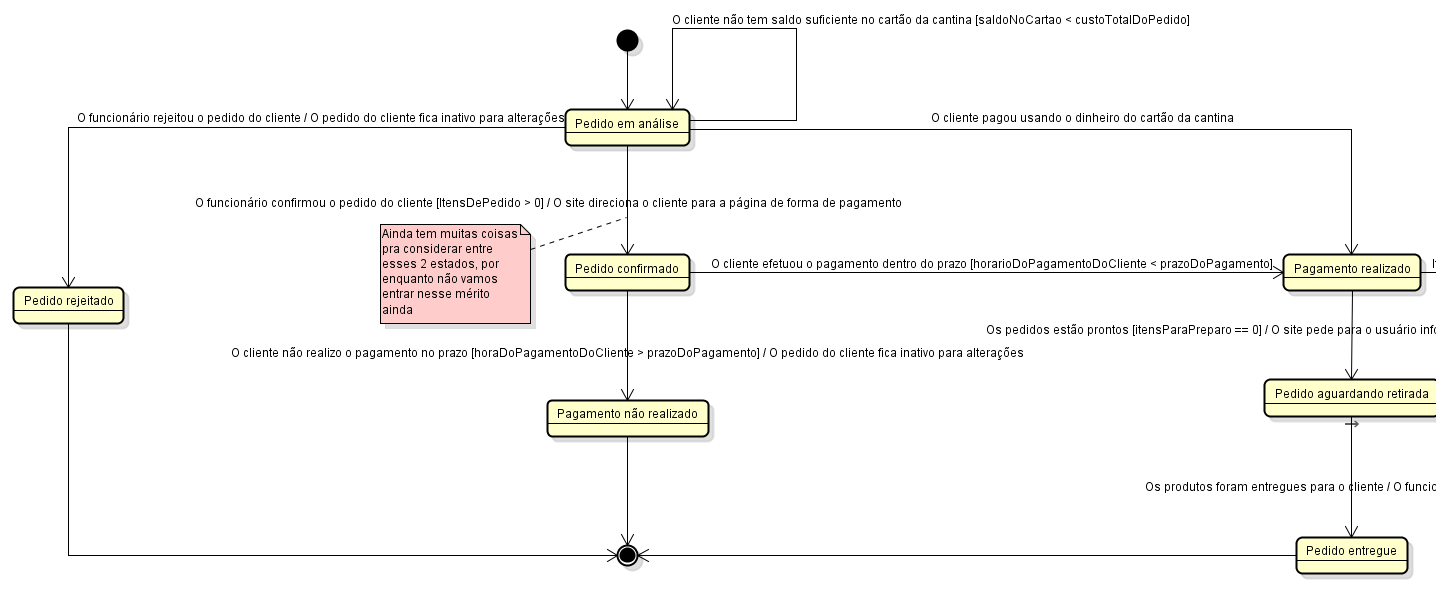 O cliente não tem saldo suficiente no cartão da cantina [saldoNoCartao < custoTotalDoPedido]
O funcionário rejeitou o pedido do cliente / O pedido do cliente fica inativo para alterações
Pedido em análise
O cliente pagou usando o dinheiro do cartão da cantina
O funcionário confirmou o pedido do cliente [ItensDePedido > 0] / O site direciona o cliente para a página de forma de pagamento
Ainda tem muitas coisas
pra considerar entre
esses 2 estados, por
enquanto não vamos
entrar nesse mérito
ainda
Pedido confirmado
O cliente efetuou o pagamento dentro do prazo [horarioDoPagamentoDoCliente < prazoDoPagamento]
Pagamento realizado
Pedido rejeitado
Os pedidos estão prontos [itensParaPreparo == 0] / O site pede para o usuário info
O cliente não realizo o pagamento no prazo [horaDoPagamentoDoCliente > prazoDoPagamento] / O pedido do cliente fica inativo para alterações
Pedido aguardando retirada
Pagamento não realizado
Os produtos foram entregues para o cliente / O funcio
Pedido entregue